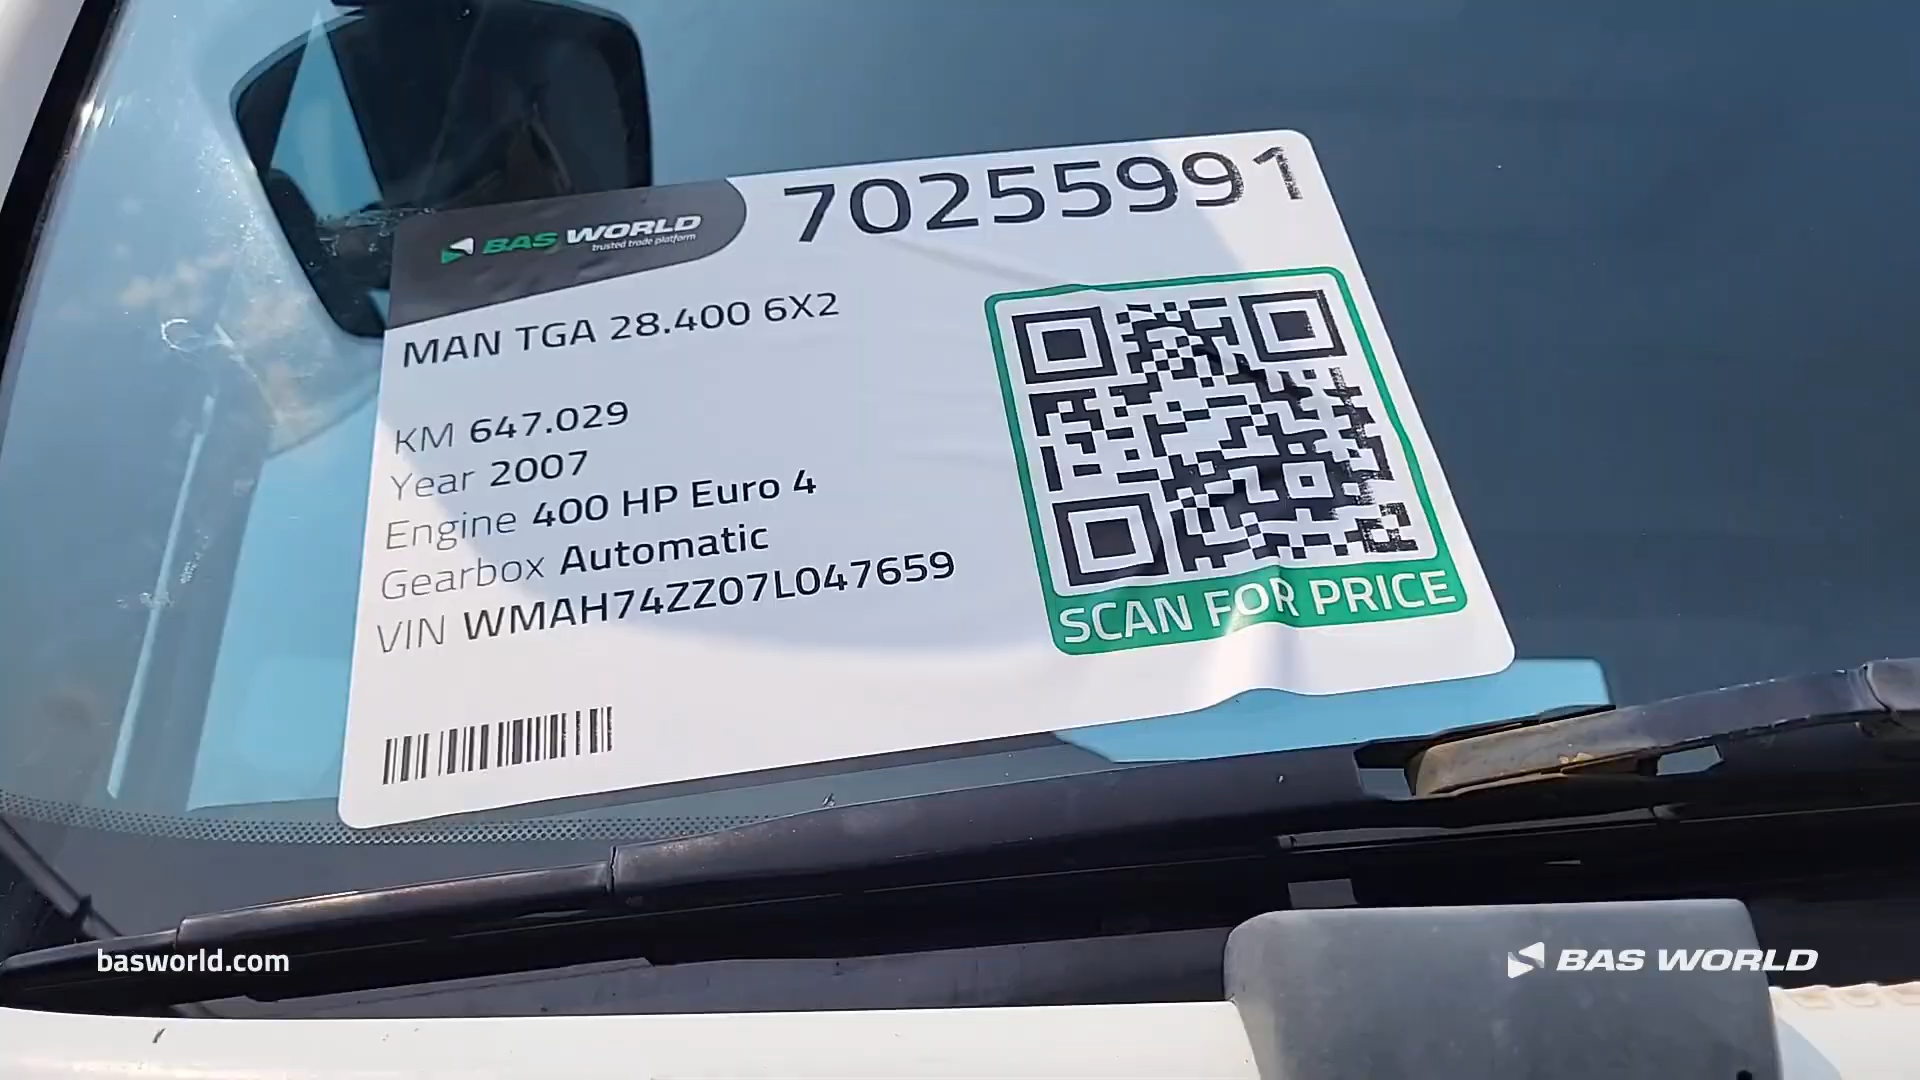 BAS WORLD
trusted trade platform
70255991
MAN TGA 28.400 6X2
KM 647.029
Year 2007
Engine 400 HP Euro 4
Gearbox Automatic
VIN WMAH74ZZ07L047659
SCAN FOR PRICE
basworld.com
BAS WORLD